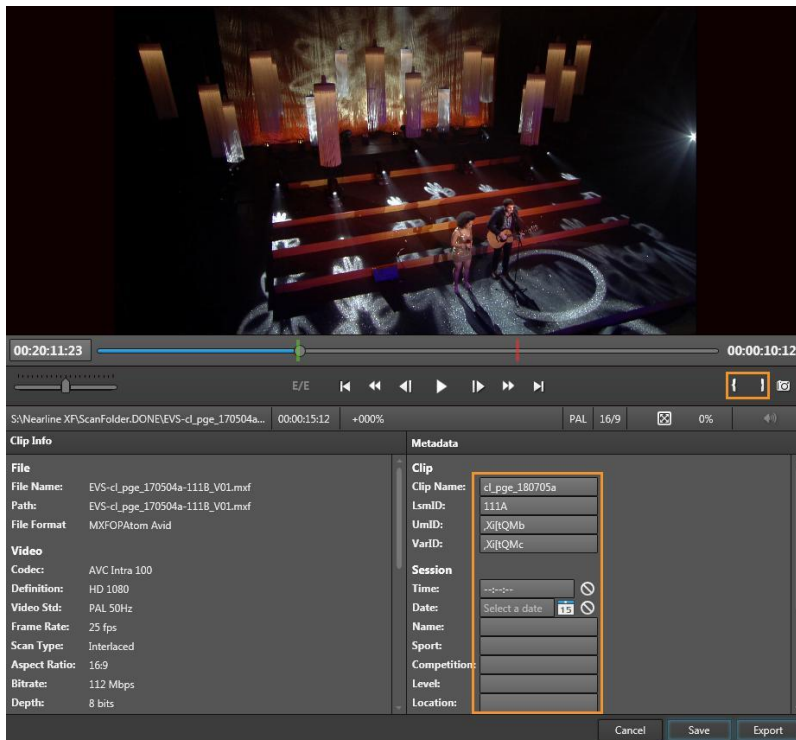 00:20:11:23 00:00:10:12
E/E
S:\Nearline XF\ScanFolder.DONE\EVS-cl_pge_170504a... 00:00:15:12 +000% PAL 16/9 0%
Clip Info
Metadata
File
File Name: EVS-cl_pge_170504a-111B_V01.mxf
Path: EVS-cl_pge_170504a-111B_V01.mxf
File Format MXFOPAtom Avid
Video
Codec: AVC Intra 100
Definition: HD 1080
Video Std: PAL 50Hz
Frame Rate: 25 fps
Scan Type: Interlaced
Aspect Ratio: 16:9
Bitrate: 112 Mbps
Depth: 8 bits
Clip
Clip Name: cl_pge_180705a
LsmID: 111A
UmID: ,Xi[tQMb
VarID: ,Xi[tQMc
Session
Time: --:--:--
Date: Select a date 15
Name:
Sport:
Competition:
Level:
Location:
Cancel Save Export